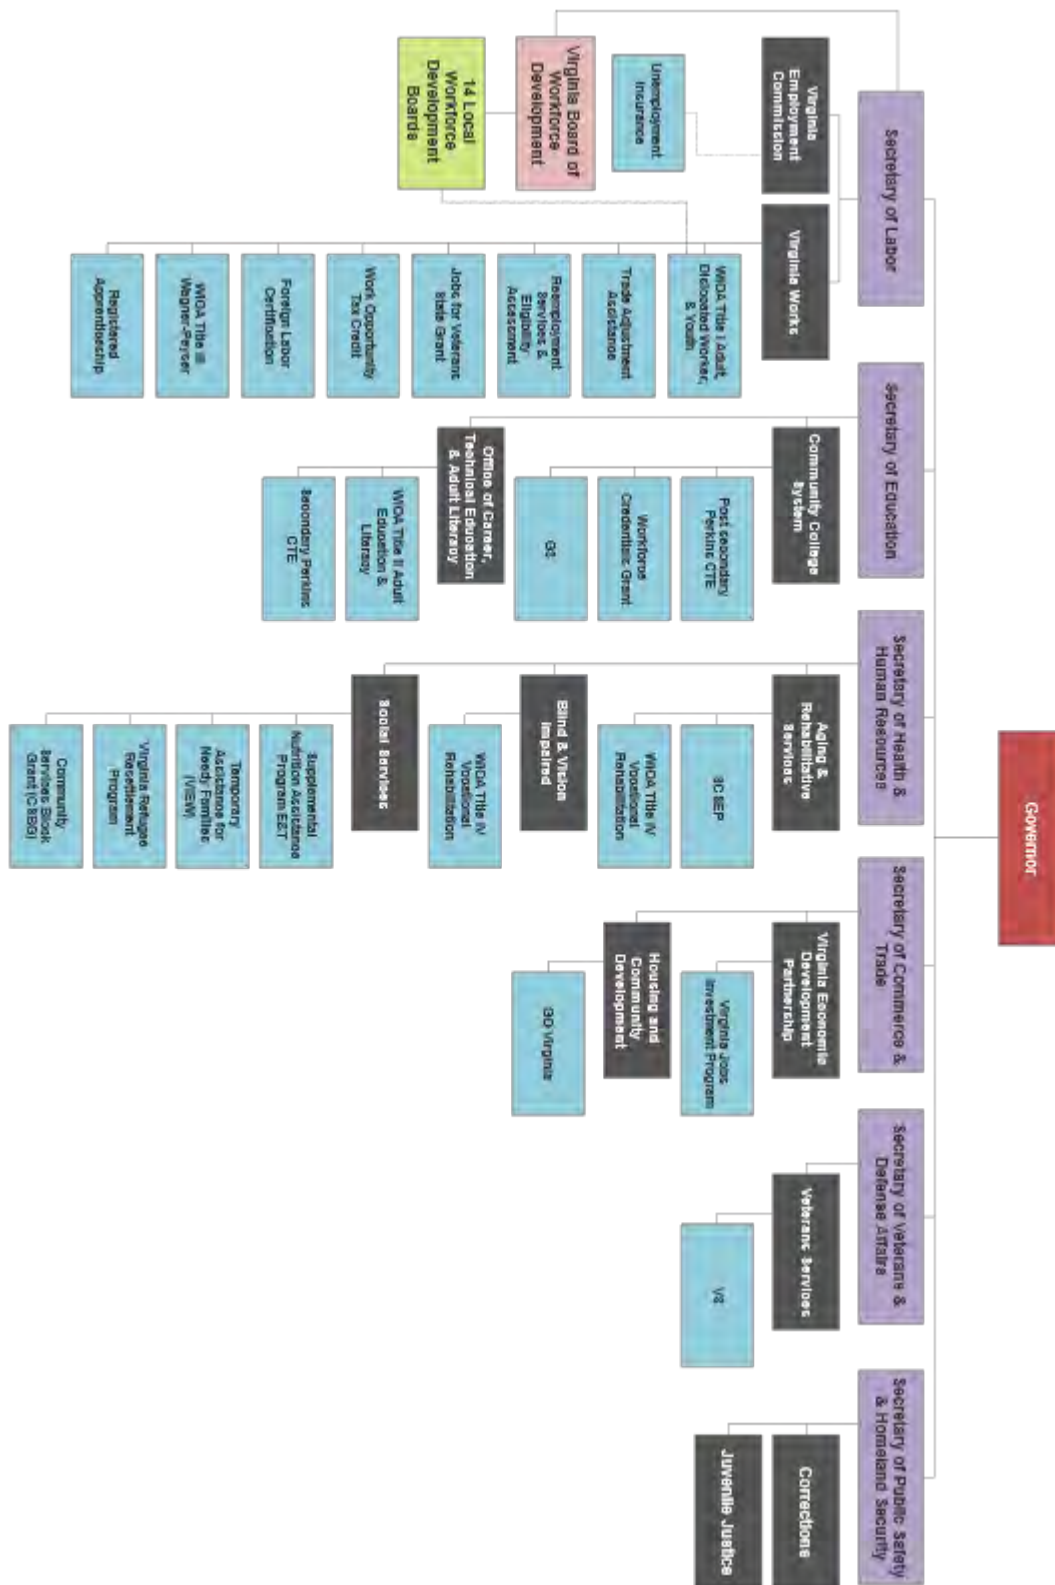 Governor
Secretary of Labor
Virginia
Employment
Commission
Unemployment
Insurance
Virginia Works
WIOA Title I Adult,
Dislocated Worker,
& Youth
Trade Adjustment
Assistance
Reemployment
Services &
Eligibility
Assessment
Jobs for Veterans
State Grant
Work Opportunity
Tax Credit
Foreign Labor
Certification
WIOA Title III
Wagner-Peyser
Registered
Apprenticeship
Virginia Board of
Workforce
Development
14 Local
Workforce
Development
Boards
Secretary of Education
Community College
System
Post secondary
Perkins CTE
Workforce
Credentials Grant
G3
Office of Career,
Technical Education
& Adult Literacy
WIOA Title II Adult
Education &
Literacy
Secondary Perkins
CTE
Secretary of Health &
Human Resources
Aging &
Rehabilitative
Services
SCSEP
WIOA Title IV
Vocational
Rehabilitation
Blind & Vision
Impaired
WIOA Title IV
Vocational
Rehabilitation
Social Services
Supplemental
Nutrition Assistance
Program E&T
Temporary
Assistance for
Needy Families
(VIEW)
Virginia Refugee
Resettlement
Program
Community
Services Block
Grant (CSBG)
Secretary of Commerce &
Trade
Virginia Economic
Development
Partnership
Virginia Jobs
Investment Program
Housing and
Community
Development
GO Virginia
Secretary of Veterans &
Defense Affairs
Veterans Services
V3
Secretary of Public Safety
& Homeland Security
Corrections
Juvenile Justice